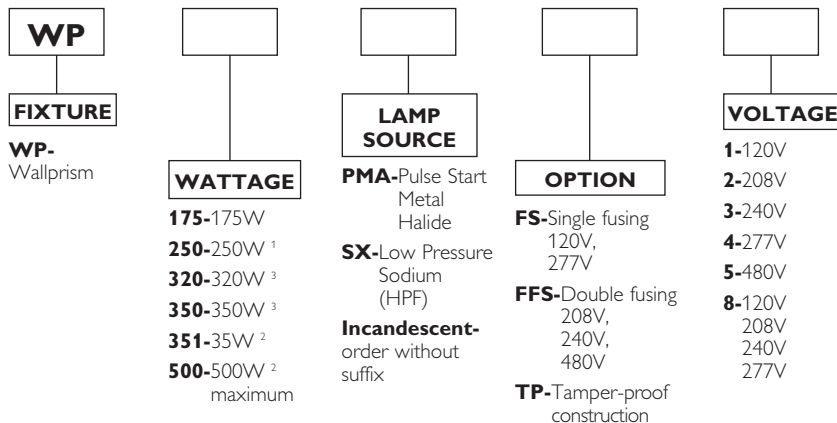 WP
FIXTURE
WP-
Wallprism
WATTAGE
175-175W
250-250W ¹
320-320W ³
350-350W ³
351-35W ²
500-500W ²
maximum
LAMP
SOURCE
PMA-Pulse Start
Metal
Halide
SX-Low Pressure
Sodium
(HPF)
Incandescent-
order without
suffix
OPTION
FS-Single fusing
120V,
277V
FFS-Double fusing
208V,
240V,
480V
TP-Tamper-proof
construction
VOLTAGE
1-120V
2-208V
3-240V
4-277V
5-480V
8-120V
208V
240V
277V